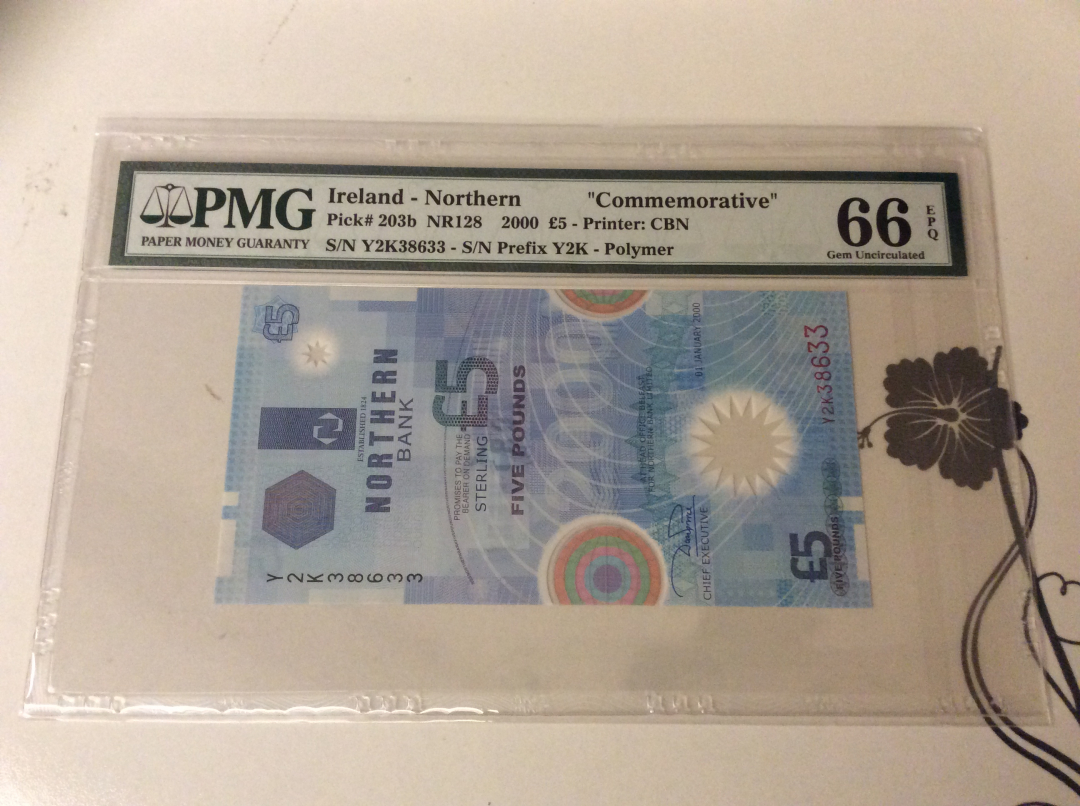 PMG
PAPER MONEY GUARANTY
Ireland - Northern "Commemorative"
Pick# 203b NR128 2000 £5 - Printer: CBN
S/N Y2K38633 - S/N Prefix Y2K - Polymer
66
EPQ
Gem Uncirculated
£5
ESTABLISHED 1824
NORTHERN
BANK
£5
PROMISES TO PAY THE
BEARER ON DEMAND
STERLING
FIVE POUNDS
2000
01 JANUARY 2000
CHIEF EXECUTIVE
Y2K38633
£5
FIVE POUNDS
Y2K38633